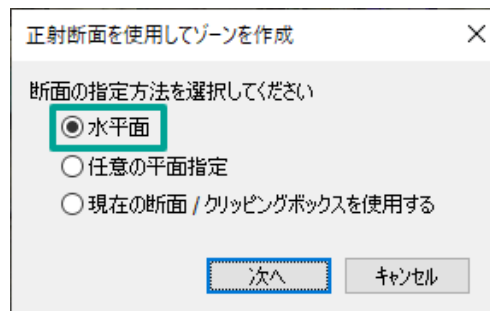 正射断面を使用してゾーンを作成
断面の指定方法を選択してください
水平面
任意の平面指定
現在の断面 / クリッピングボックスを使用する
次へ キャンセル